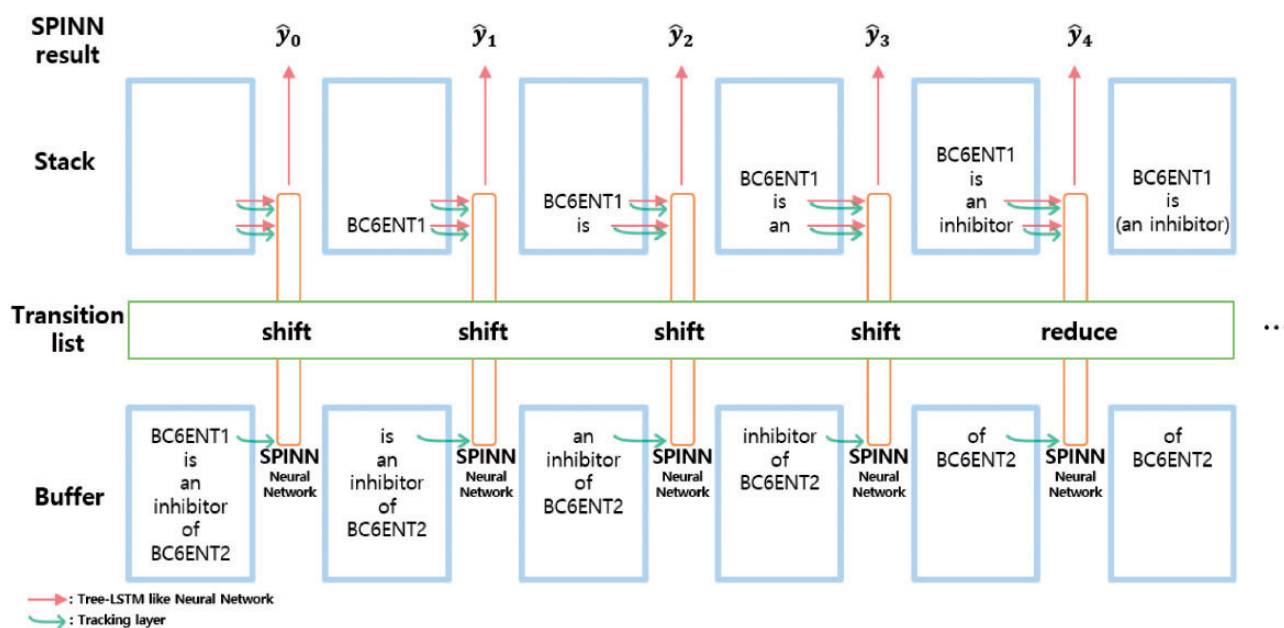 SPINN
result
ŷ₀
ŷ₁
ŷ₂
ŷ₃
ŷ₄
Stack
BC6ENT1
BC6ENT1
is
BC6ENT1
is
an
BC6ENT1
is
an
inhibitor
BC6ENT1
is
(an inhibitor)
Transition
list
shift
shift
shift
shift
reduce
..
Buffer
BC6ENT1
is
an
inhibitor
of
BC6ENT2
SPINN
Neural
Network
is
an
inhibitor
of
BC6ENT2
SPINN
Neural
Network
an
inhibitor
of
BC6ENT2
SPINN
Neural
Network
inhibitor
of
BC6ENT2
SPINN
Neural
Network
of
BC6ENT2
SPINN
Neural
Network
of
BC6ENT2
: Tree-LSTM like Neural Network
: Tracking layer